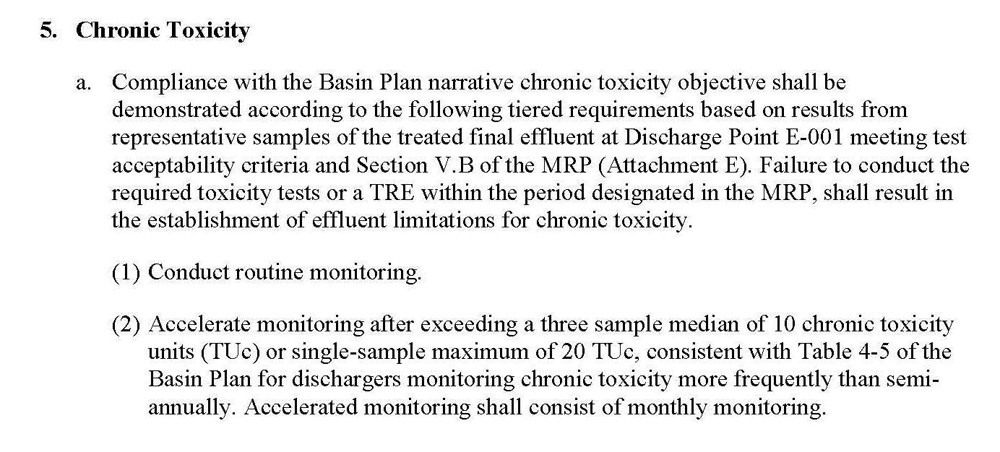 5. Chronic Toxicity
a. Compliance with the Basin Plan narrative chronic toxicity objective shall be
demonstrated according to the following tiered requirements based on results from
representative samples of the treated final effluent at Discharge Point E-001 meeting test
acceptability criteria and Section V.B of the MRP (Attachment E). Failure to conduct the
required toxicity tests or a TRE within the period designated in the MRP, shall result in
the establishment of effluent limitations for chronic toxicity.
(1) Conduct routine monitoring.
(2) Accelerate monitoring after exceeding a three sample median of 10 chronic toxicity
units (TUc) or single-sample maximum of 20 TUc, consistent with Table 4-5 of the
Basin Plan for dischargers monitoring chronic toxicity more frequently than semi-
annually. Accelerated monitoring shall consist of monthly monitoring.